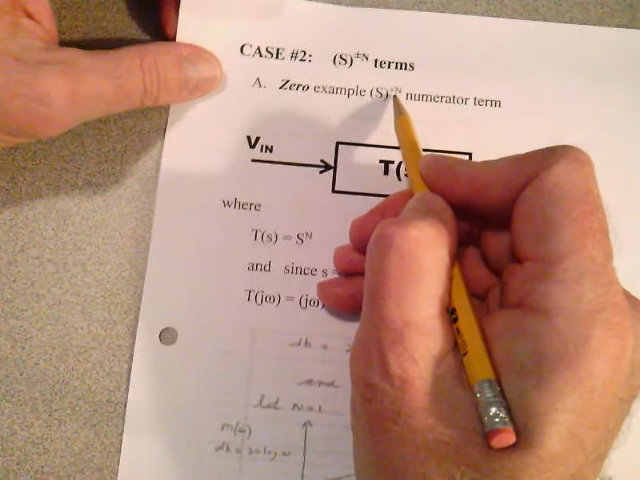 CASE #2: (S)±N terms
A. Zero example (S)+N numerator term
VIN
T(s
where
T(s) = SN
and since s =
T(jω) = (jω)
db = 2
and
let N=1
M(ω)
db = 20 log ω